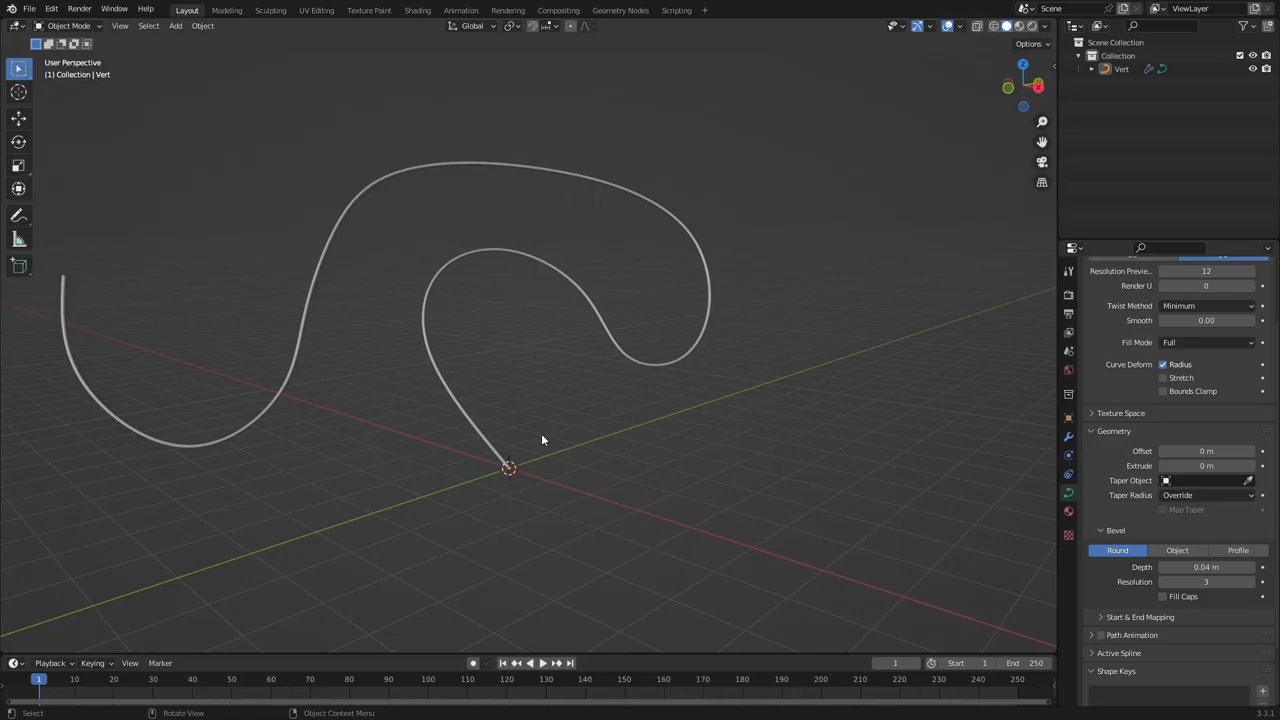 File Edit Render Window Help Layout Modeling Sculpting UV Editing Texture Paint Shading Animation Rendering Compositing Geometry Nodes Scripting + Scene ViewLayer
Object Mode View Select Add Object Global
Options
User Perspective
(1) Collection | Vert
Z
X
Scene Collection
Collection
Vert
Resolution Previe... 12
Render U 0
Twist Method Minimum
Smooth 0.00
Fill Mode Full
Curve Deform Radius
Stretch
Bounds Clamp
Texture Space
Geometry
Offset 0 m
Extrude 0 m
Taper Object
Taper Radius Override
Map Taper
Bevel
Round Object Profile
Depth 0.04 m
Resolution 3
Fill Caps
Start & End Mapping
Path Animation
Active Spline
Shape Keys
Playback Keying View Marker 1 Start 1 End 250
1 10 20 30 40 50 60 70 80 90 100 110 120 130 140 150 160 170 180 190 200 210 220 230 240 250
Select Rotate View Object Context Menu 3.3.1